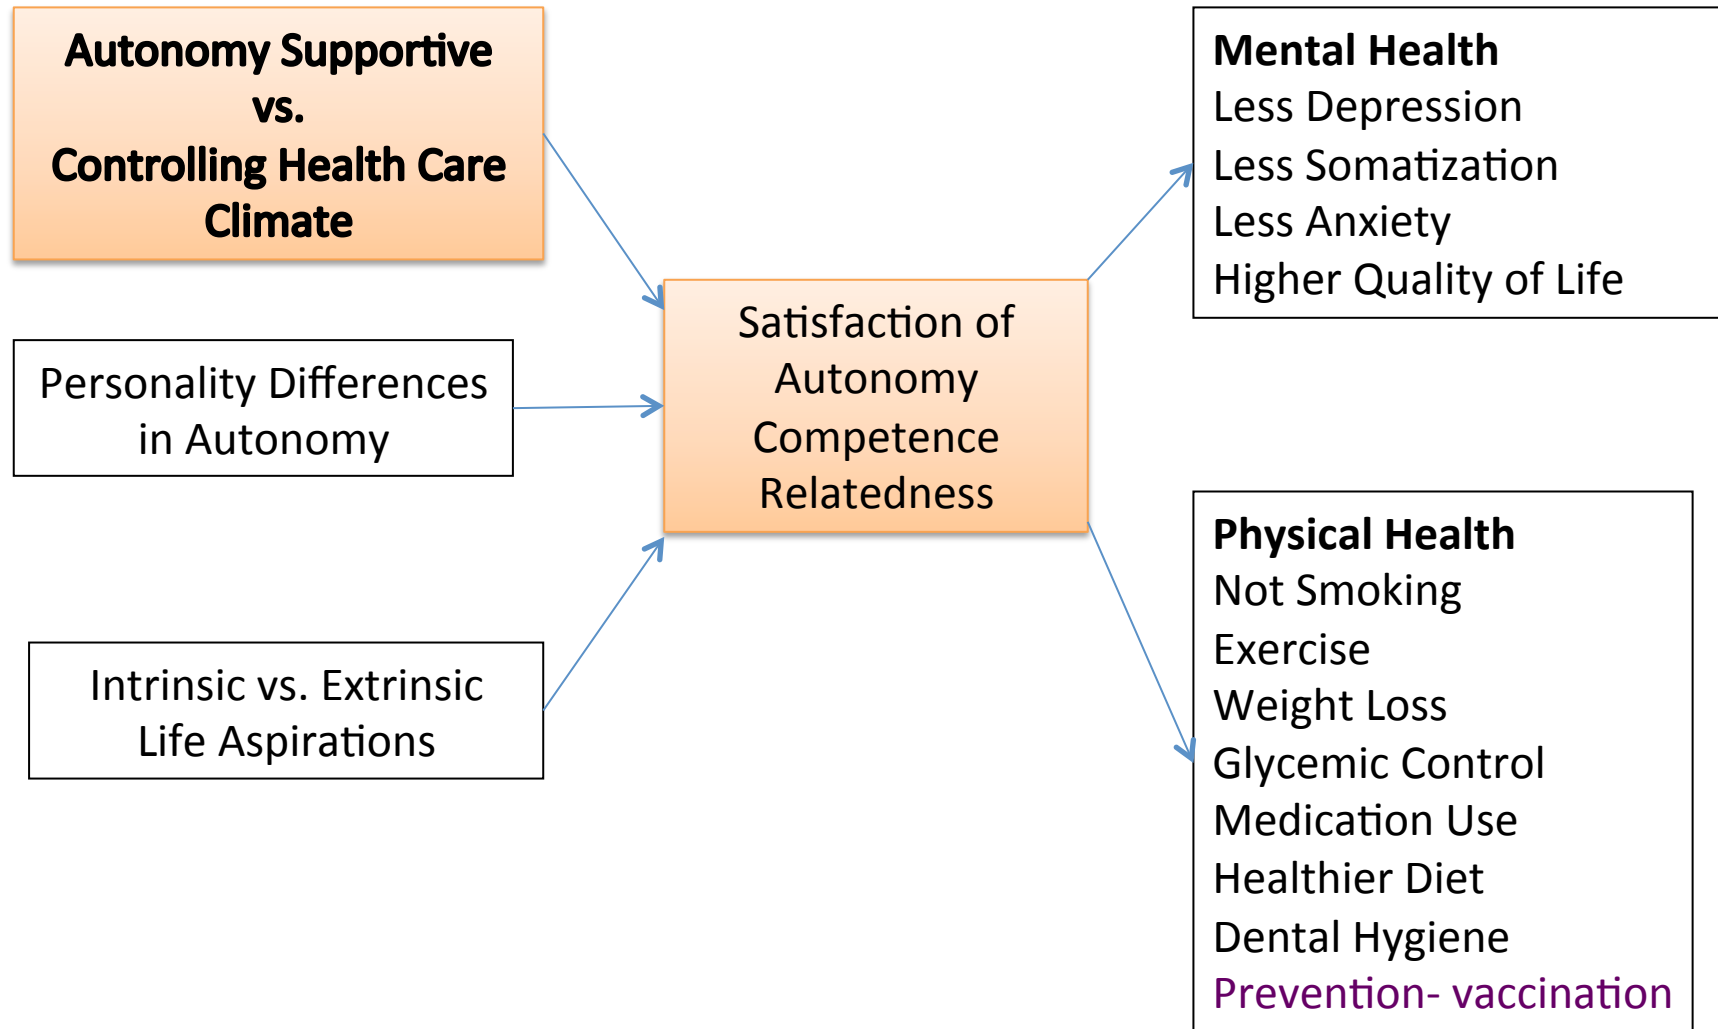 Autonomy Supportive
vs.
Controlling Health Care
Climate
Personality Differences
in Autonomy
Intrinsic vs. Extrinsic
Life Aspirations
Satisfaction of
Autonomy
Competence
Relatedness
Mental Health
Less Depression
Less Somatization
Less Anxiety
Higher Quality of Life
Physical Health
Not Smoking
Exercise
Weight Loss
Glycemic Control
Medication Use
Healthier Diet
Dental Hygiene
Prevention- vaccination